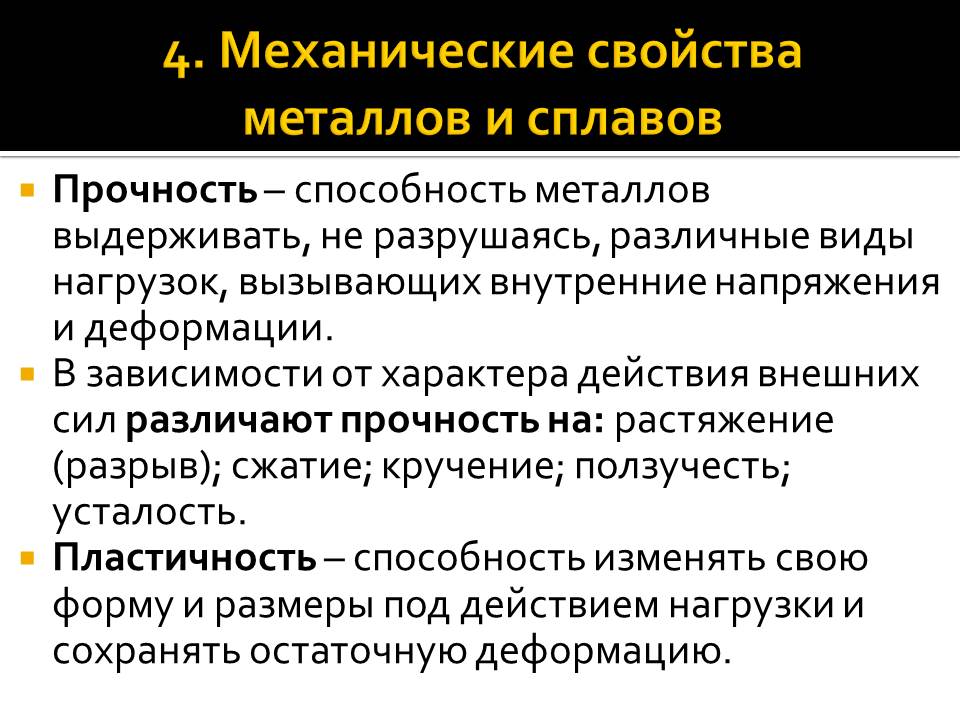 4. Механические свойства
металлов и сплавов
Прочность – способность металлов
выдерживать, не разрушаясь, различные виды
нагрузок, вызывающих внутренние напряжения
и деформации.
В зависимости от характера действия внешних
сил различают прочность на: растяжение
(разрыв); сжатие; кручение; ползучесть;
усталость.
Пластичность – способность изменять свою
форму и размеры под действием нагрузки и
сохранять остаточную деформацию.